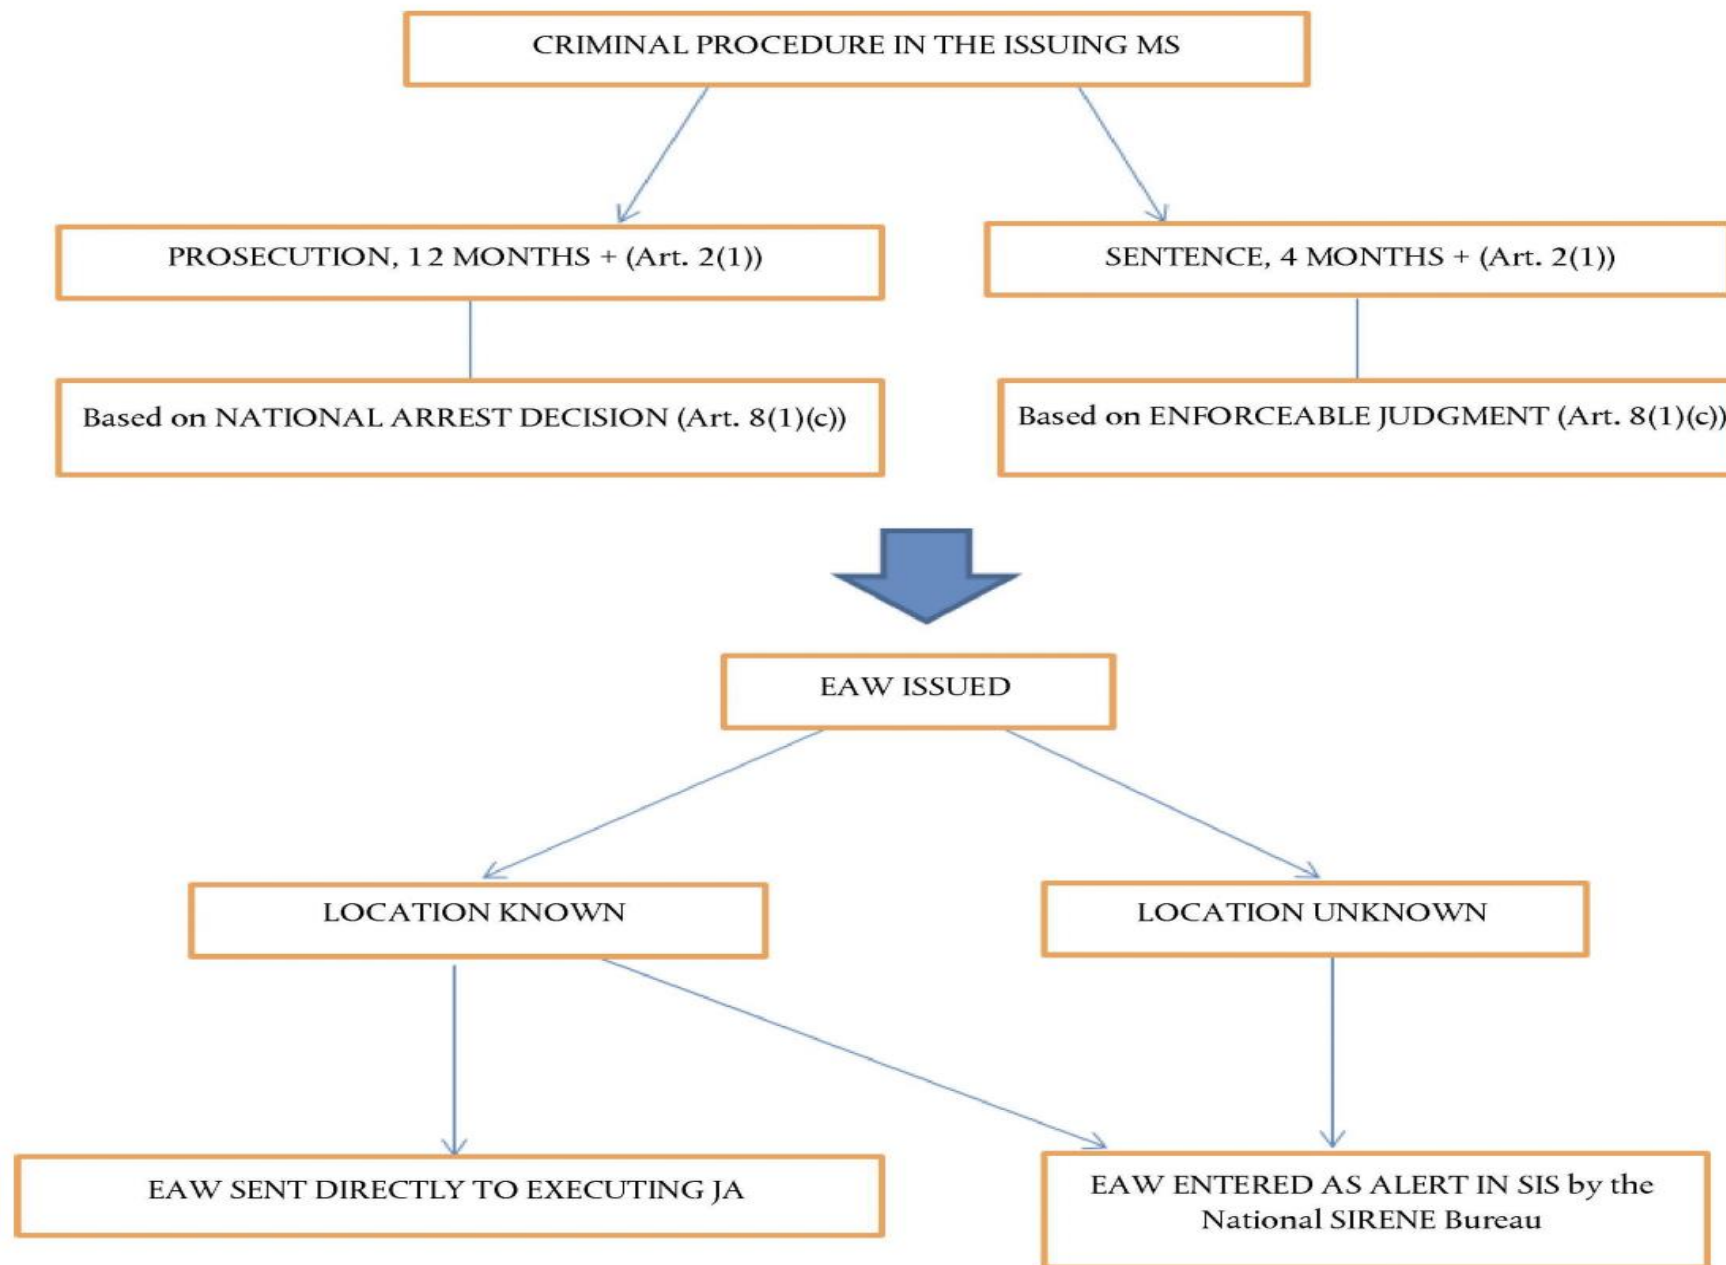 CRIMINAL PROCEDURE IN THE ISSUING MS
PROSECUTION, 12 MONTHS + (Art. 2(1))
SENTENCE, 4 MONTHS + (Art. 2(1))
Based on NATIONAL ARREST DECISION (Art. 8(1)(c))
Based on ENFORCEABLE JUDGMENT (Art. 8(1)(c))
EAW ISSUED
LOCATION KNOWN
LOCATION UNKNOWN
EAW SENT DIRECTLY TO EXECUTING JA
EAW ENTERED AS ALERT IN SIS by the
National SIRENE Bureau